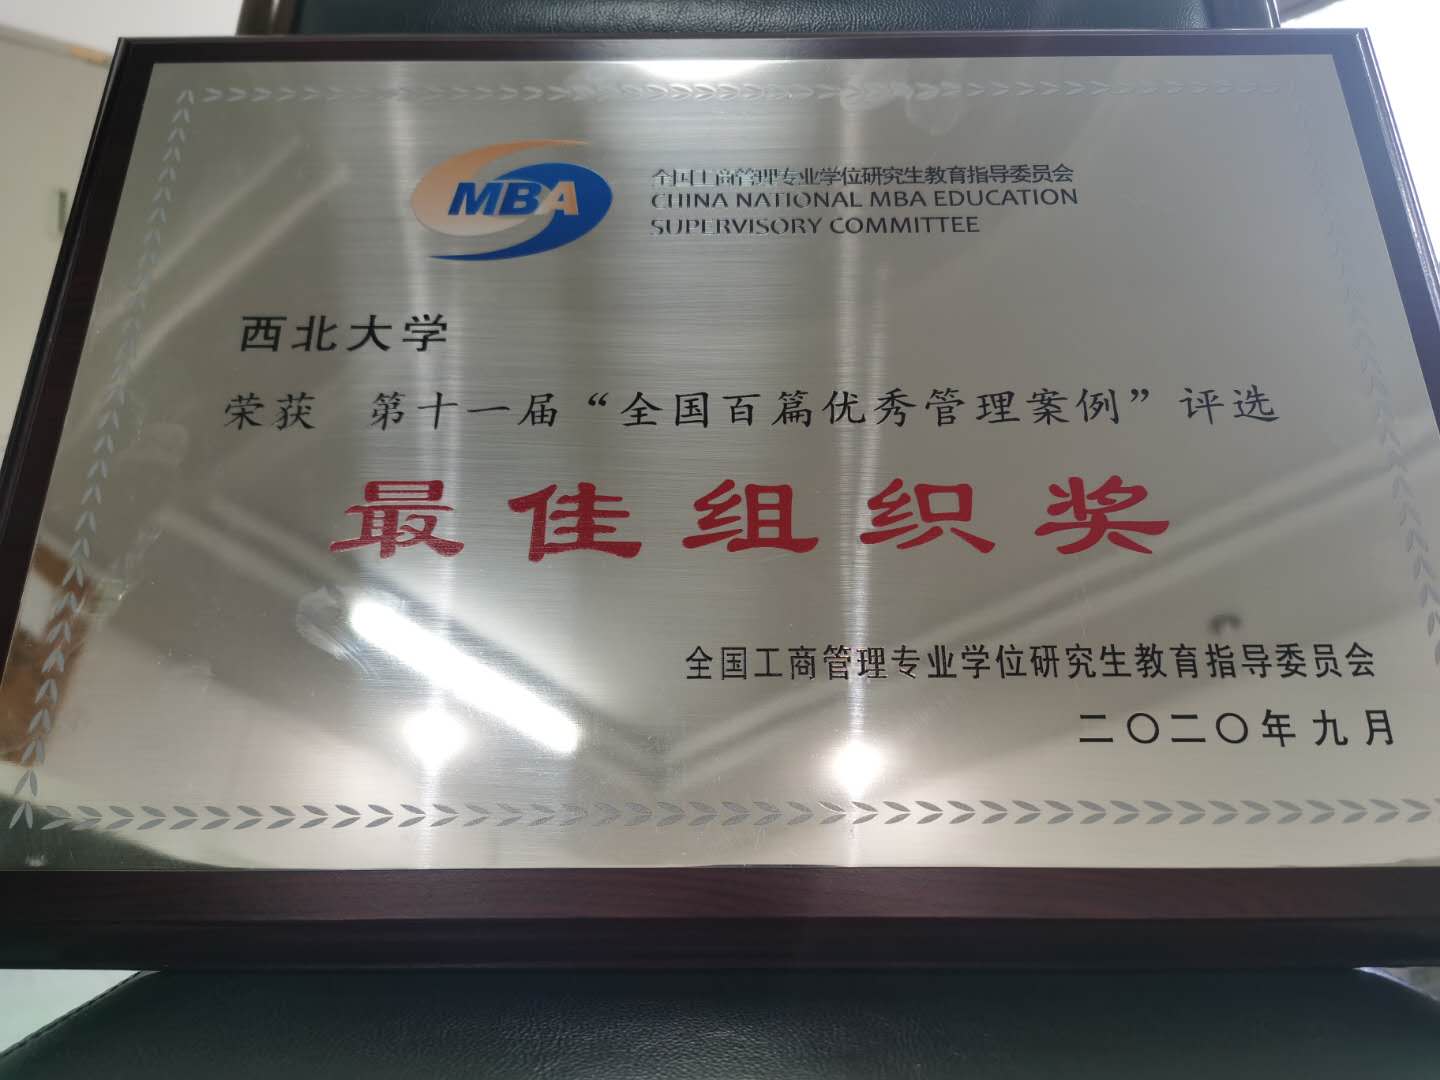 MBA
全国工商管理专业学位研究生教育指导委员会
CHINA NATIONAL MBA EDUCATION
SUPERVISORY COMMITTEE
西北大学
荣获 第十一届“全国百篇优秀管理案例”评选
最佳组织奖
全国工商管理专业学位研究生教育指导委员会
二〇二〇年九月